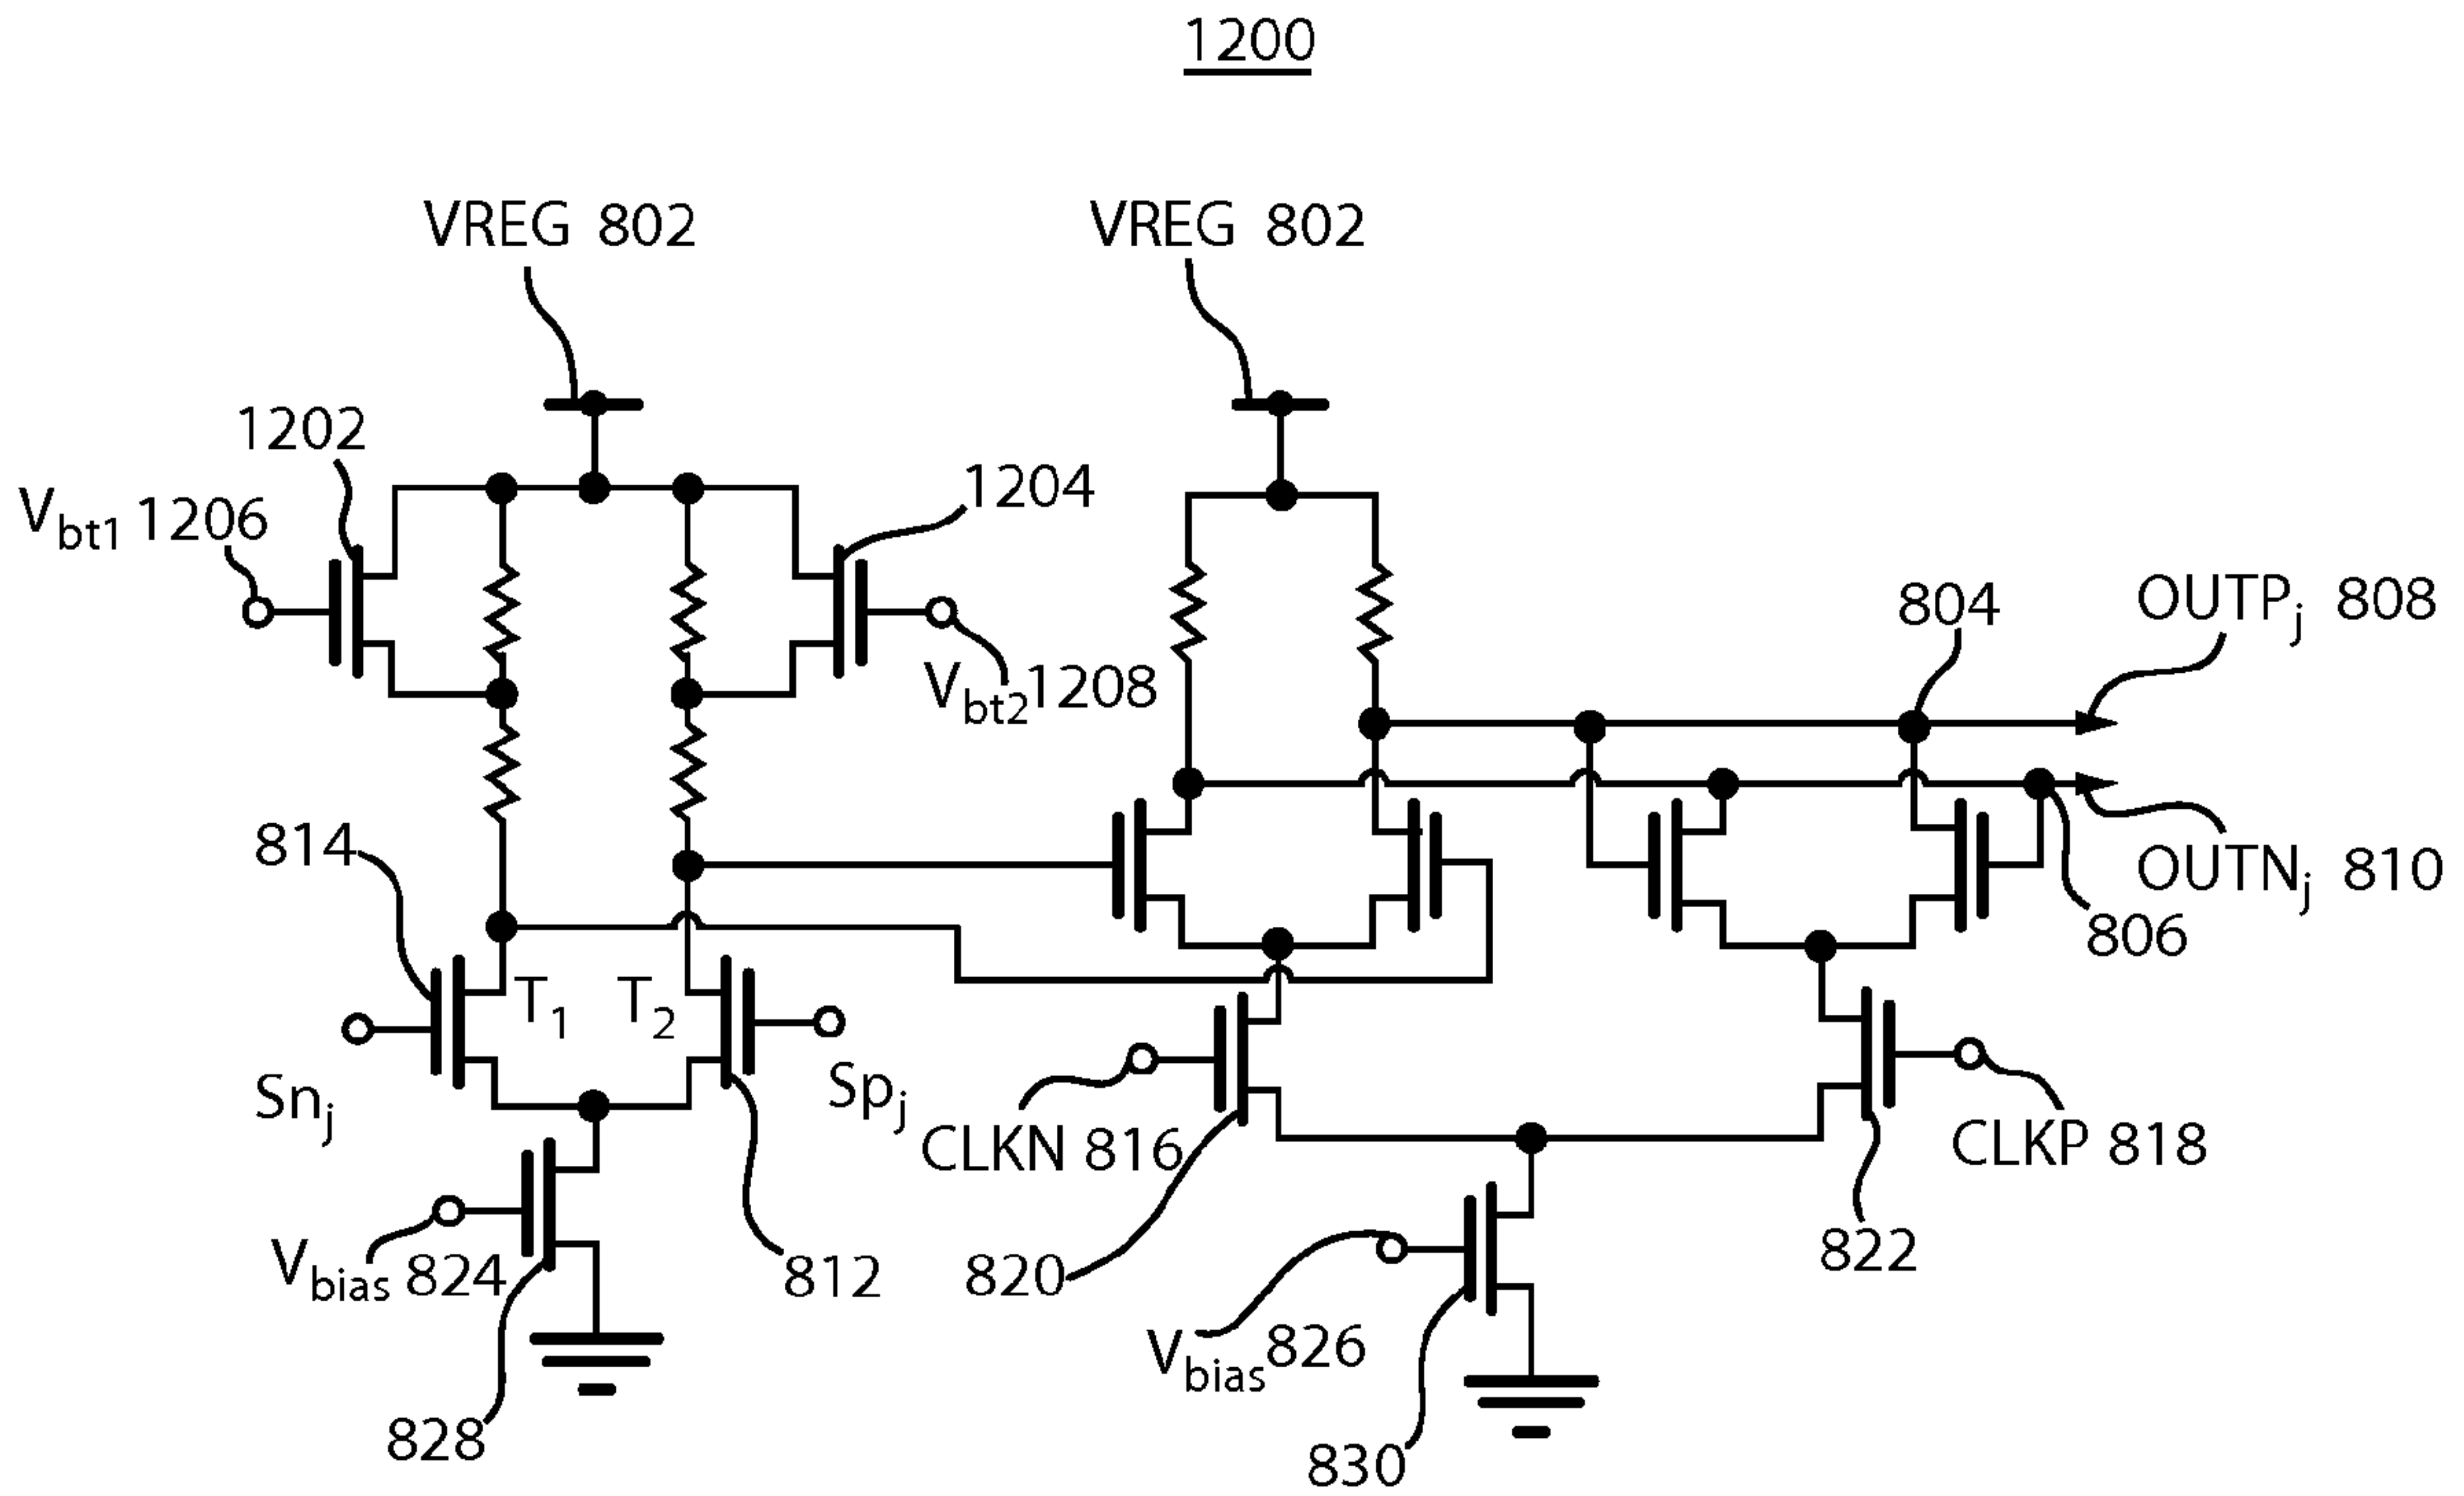 1200
VREG 802
VREG 802
1202
1204
Vbt1 1206
Vbt2 1208
804
OUTPj 808
814
OUTNj 810
806
T1
T2
Snj
Spj
CLKN 816
CLKP 818
Vbias 824
812
820
822
Vbias 826
828
830